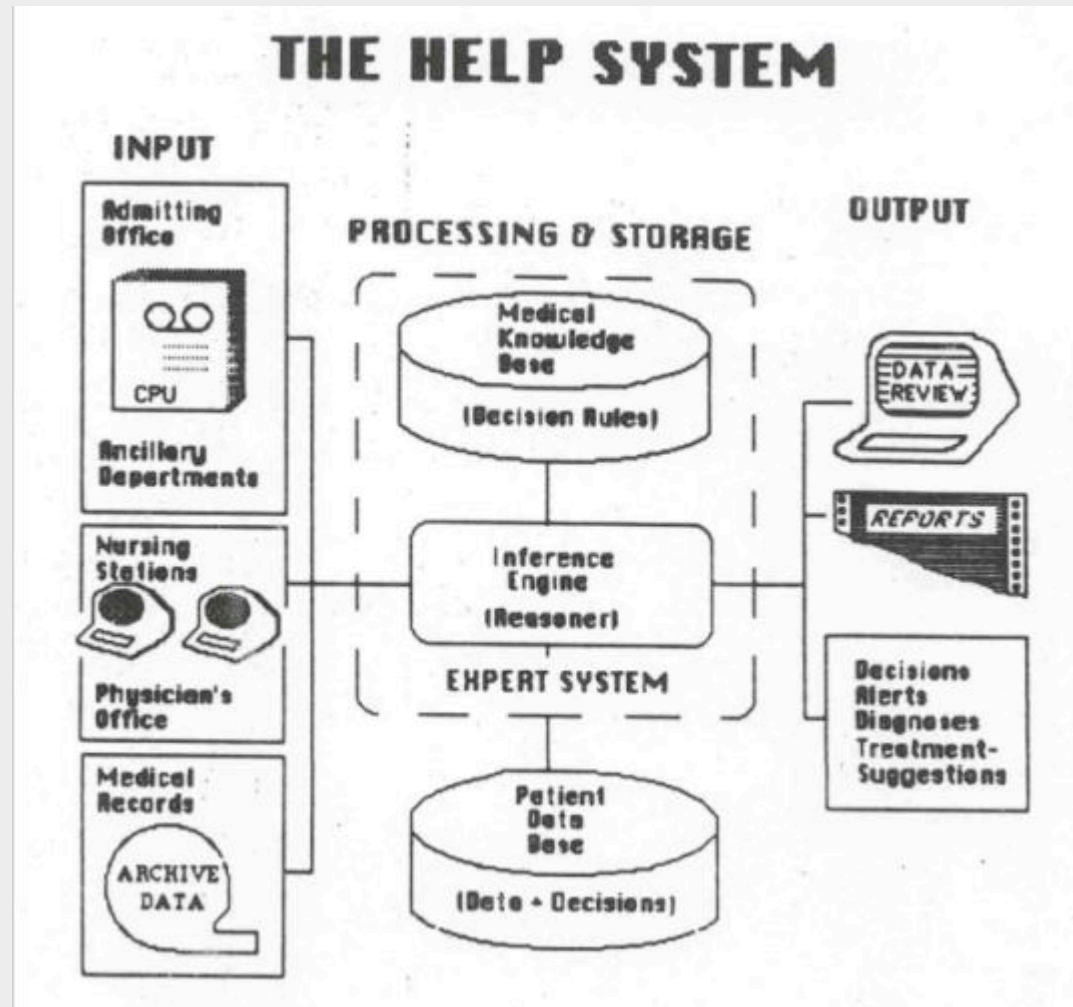 THE HELP SYSTEM
INPUT
Admitting
Office
CPU
Ancillary
Departments
Nursing
Stations
Physician's
Office
Medical
Records
ARCHIVE
DATA
PROCESSING & STORAGE
Medical
Knowledge
Base
(Decision Rules)
Inference
Engine
(Reasoner)
EXPERT SYSTEM
Patient
Data
Base
(Data + Decisions)
OUTPUT
DATA
REVIEW
REPORTS
Decisions
Alerts
Diagnoses
Treatment-
Suggestions